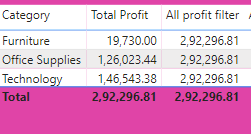 Category Total Profit All profit filter
Furniture 19,730.00 2,92,296.81
Office Supplies 1,26,023.44 2,92,296.81
Technology 1,46,543.38 2,92,296.81
Total 2,92,296.81 2,92,296.81